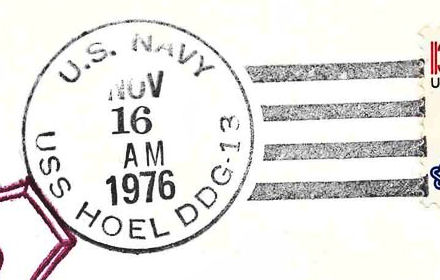 U.S. NAVY
NOV
16
AM
1976
USS HOEL DDG-13